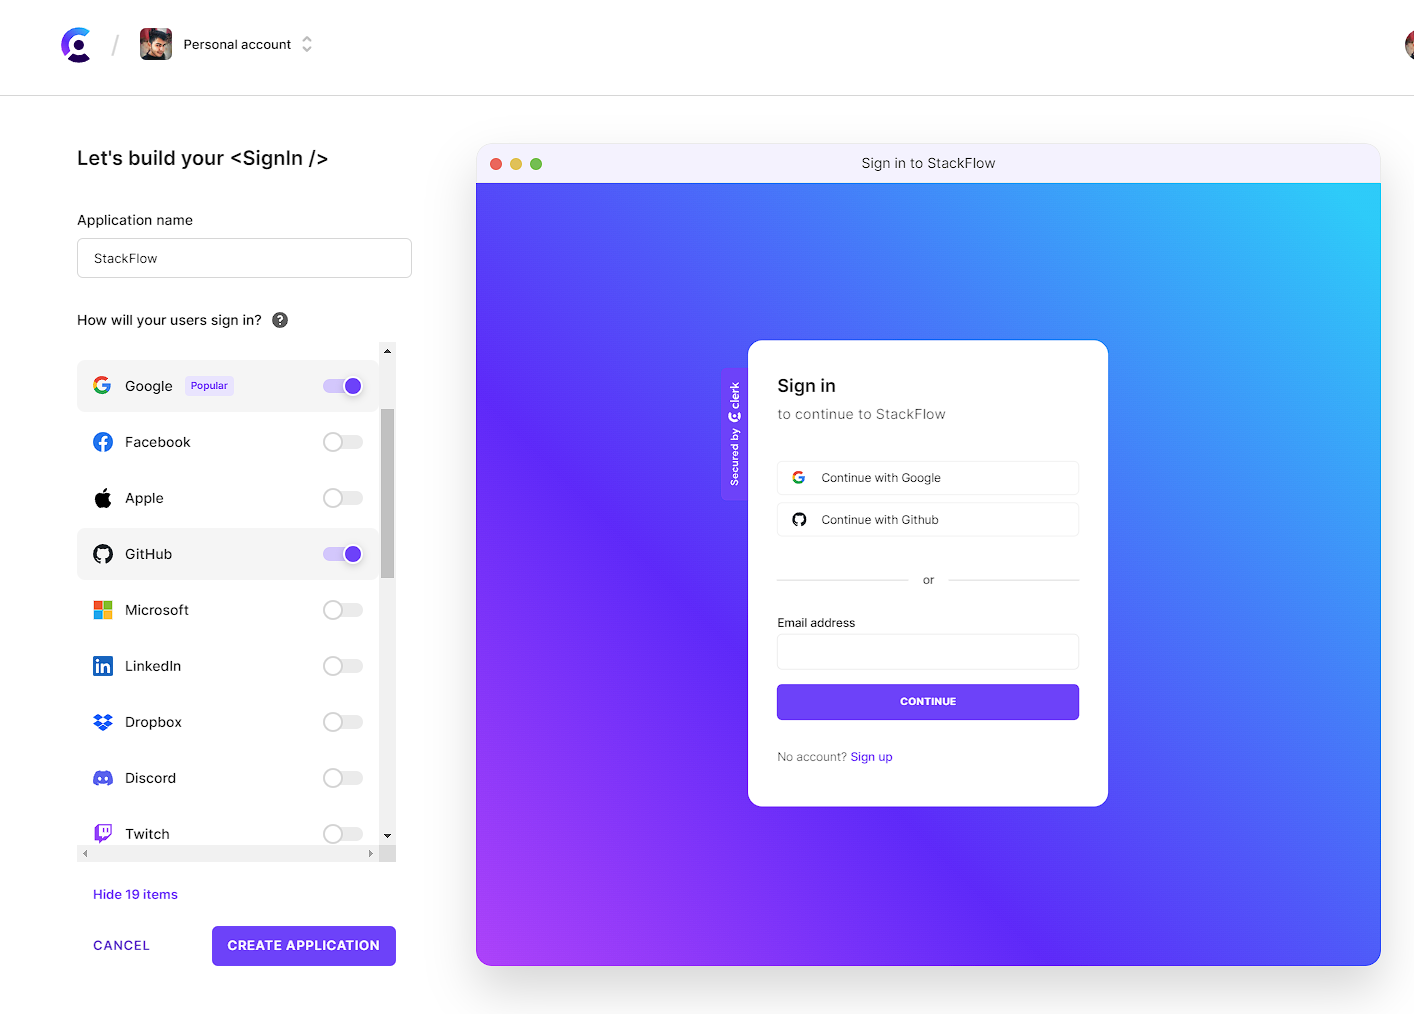 Personal account
Let's build your <SignIn />
Application name
StackFlow
How will your users sign in? ?
Google Popular
Facebook
Apple
GitHub
Microsoft
LinkedIn
Dropbox
Discord
Twitch
Hide 19 items
CANCEL
CREATE APPLICATION
Sign in to StackFlow
Secured by clerk
Sign in
to continue to StackFlow
Continue with Google
Continue with Github
or
Email address
CONTINUE
No account? Sign up